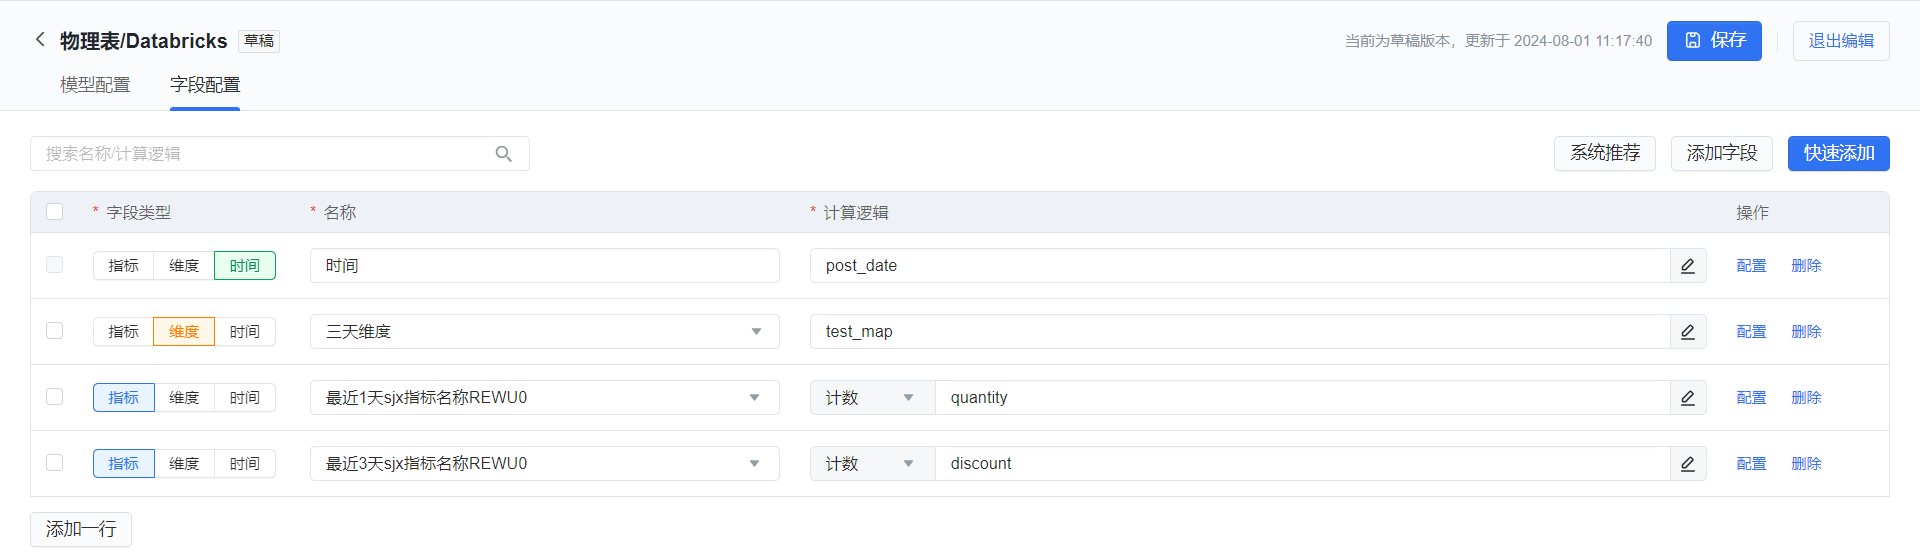 物理表/Databricks 草稿 当前为草稿版本，更新于 2024-08-01 11:17:40 保存 退出编辑
模型配置 字段配置
搜索名称/计算逻辑 系统推荐 添加字段 快速添加
* 字段类型 * 名称 * 计算逻辑 操作
指标 维度 时间 时间 post_date 配置 删除
指标 维度 时间 三天维度 test_map 配置 删除
指标 维度 时间 最近1天sjx指标名称REWU0 计数 quantity 配置 删除
指标 维度 时间 最近3天sjx指标名称REWU0 计数 discount 配置 删除
添加一行